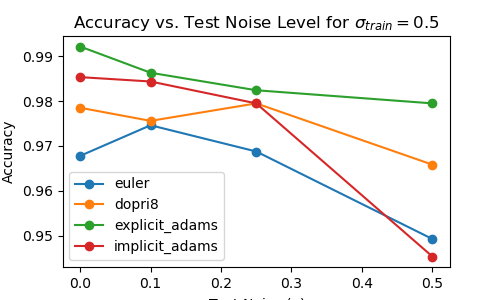 Accuracy vs. Test Noise Level for σ_train = 0.5
Accuracy
0.99
0.98
0.97
0.96
0.95
euler
dopri8
explicit_adams
implicit_adams
0.0 0.1 0.2 0.3 0.4 0.5